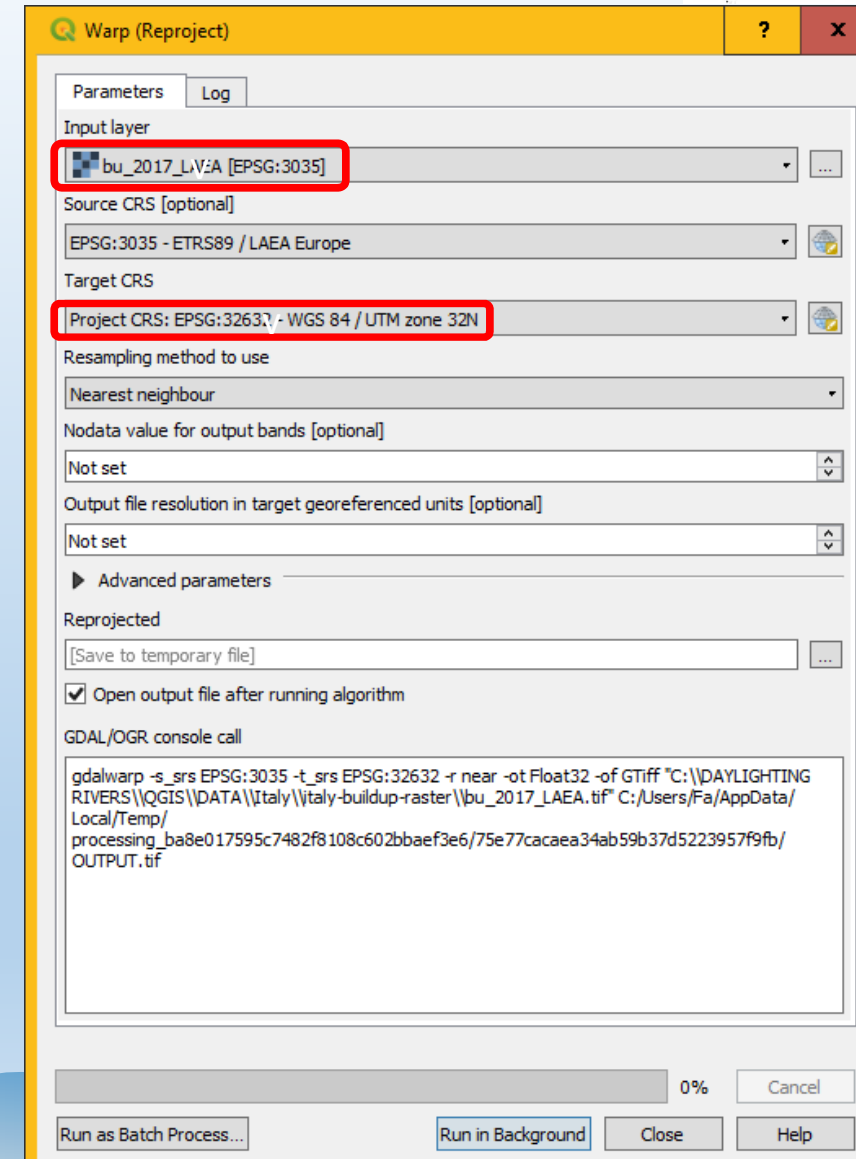 Warp (Reproject)
?
x
Parameters
Log
Input layer
bu_2017_LAEA [EPSG:3035]
...
Source CRS [optional]
EPSG:3035 - ETRS89 / LAEA Europe
Target CRS
Project CRS: EPSG:32632 - WGS 84 / UTM zone 32N
Resampling method to use
Nearest neighbour
Nodata value for output bands [optional]
Not set
Output file resolution in target georeferenced units [optional]
Not set
Advanced parameters
Reprojected
[Save to temporary file]
...
Open output file after running algorithm
GDAL/OGR console call
gdalwarp -s_srs EPSG:3035 -t_srs EPSG:32632 -r near -ot Float32 -of GTiff "C:\\DAYLIGHTING
RIVERS\\QGIS\\DATA\\Italy\\italy-buildup-raster\\bu_2017_LAEA.tif" C:/Users/Fa/AppData/
Local/Temp/
processing_ba8e017595c7482f8108c602bbaef3e6/75e77cacaea34ab59b37d5223957f9fb/
OUTPUT.tif
0%
Cancel
Run as Batch Process...
Run in Background
Close
Help